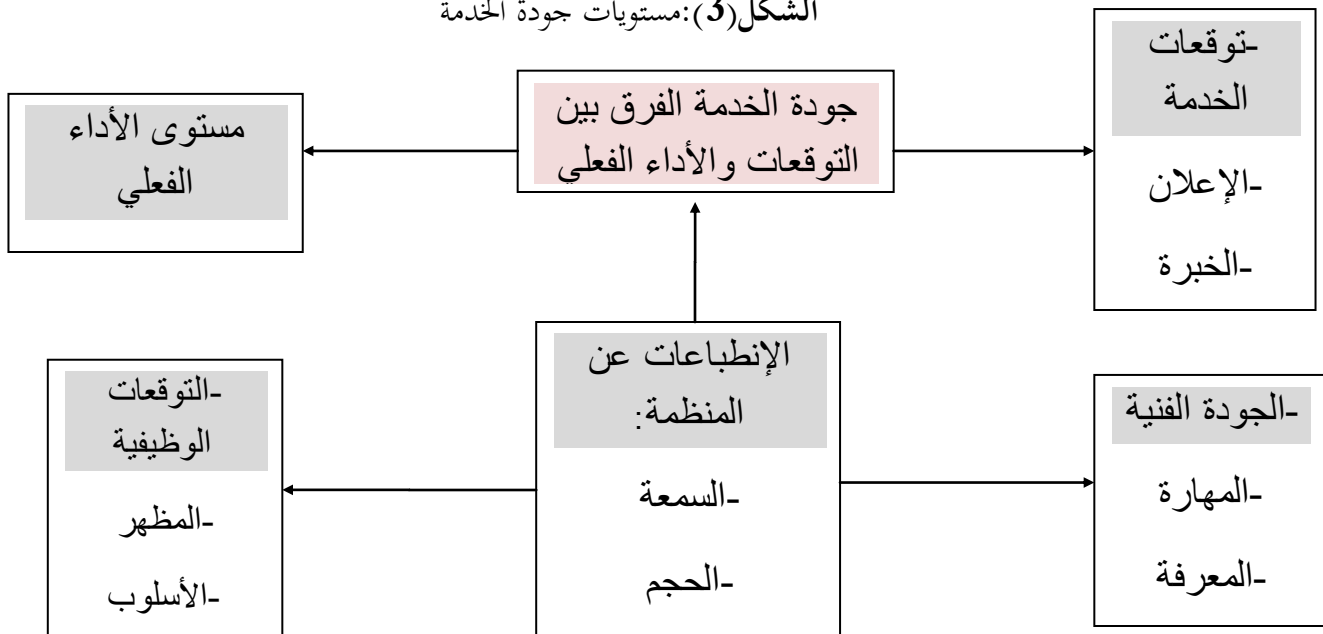 الشكل(3):مستويات جودة الخدمة
-توقعات
الخدمة
-الإعلان
-الخبرة
جودة الخدمة الفرق بين
التوقعات والأداء الفعلي
مستوى الأداء
الفعلي
-الجودة الفنية
-المهارة
-المعرفة
الإنطباعات عن
المنظمة:
-السمعة
-الحجم
-التوقعات
الوظيفية
-المظهر
-الأسلوب